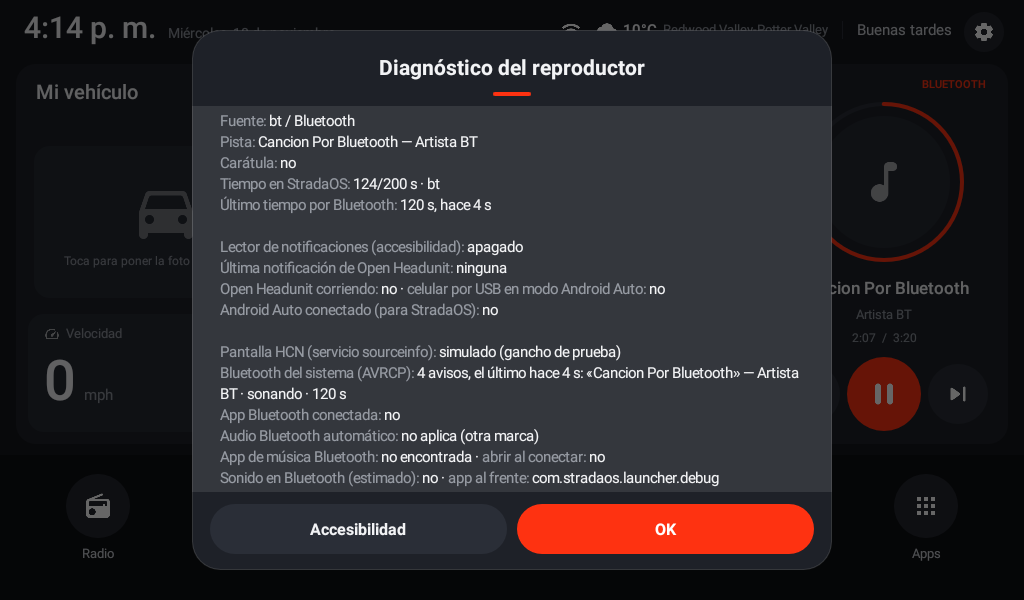 4:14 p. m.
10°C
Redwood Valley-Potter Valley
Buenas tardes
Mi vehículo
BLUETOOTH
Diagnóstico del reproductor
Fuente: bt / Bluetooth
Pista: Cancion Por Bluetooth — Artista BT
Carátula: no
Tiempo en StradaOS: 124/200 s · bt
Último tiempo por Bluetooth: 120 s, hace 4 s
Lector de notificaciones (accesibilidad): apagado
Última notificación de Open Headunit: ninguna
Open Headunit corriendo: no · celular por USB en modo Android Auto: no
Android Auto conectado (para StradaOS): no
Pantalla HCN (servicio sourceinfo): simulado (gancho de prueba)
Bluetooth del sistema (AVRCP): 4 avisos, el último hace 4 s: «Cancion Por Bluetooth» — Artista
BT · sonando · 120 s
App Bluetooth conectada: no
Audio Bluetooth automático: no aplica (otra marca)
App de música Bluetooth: no encontrada · abrir al conectar: no
Sonido en Bluetooth (estimado): no · app al frente: com.stradaos.launcher.debug
Toca para poner la foto
Velocidad
0 mph
cion Por Bluetooth
Artista BT
2:07 / 3:20
Accesibilidad
OK
Radio
Apps